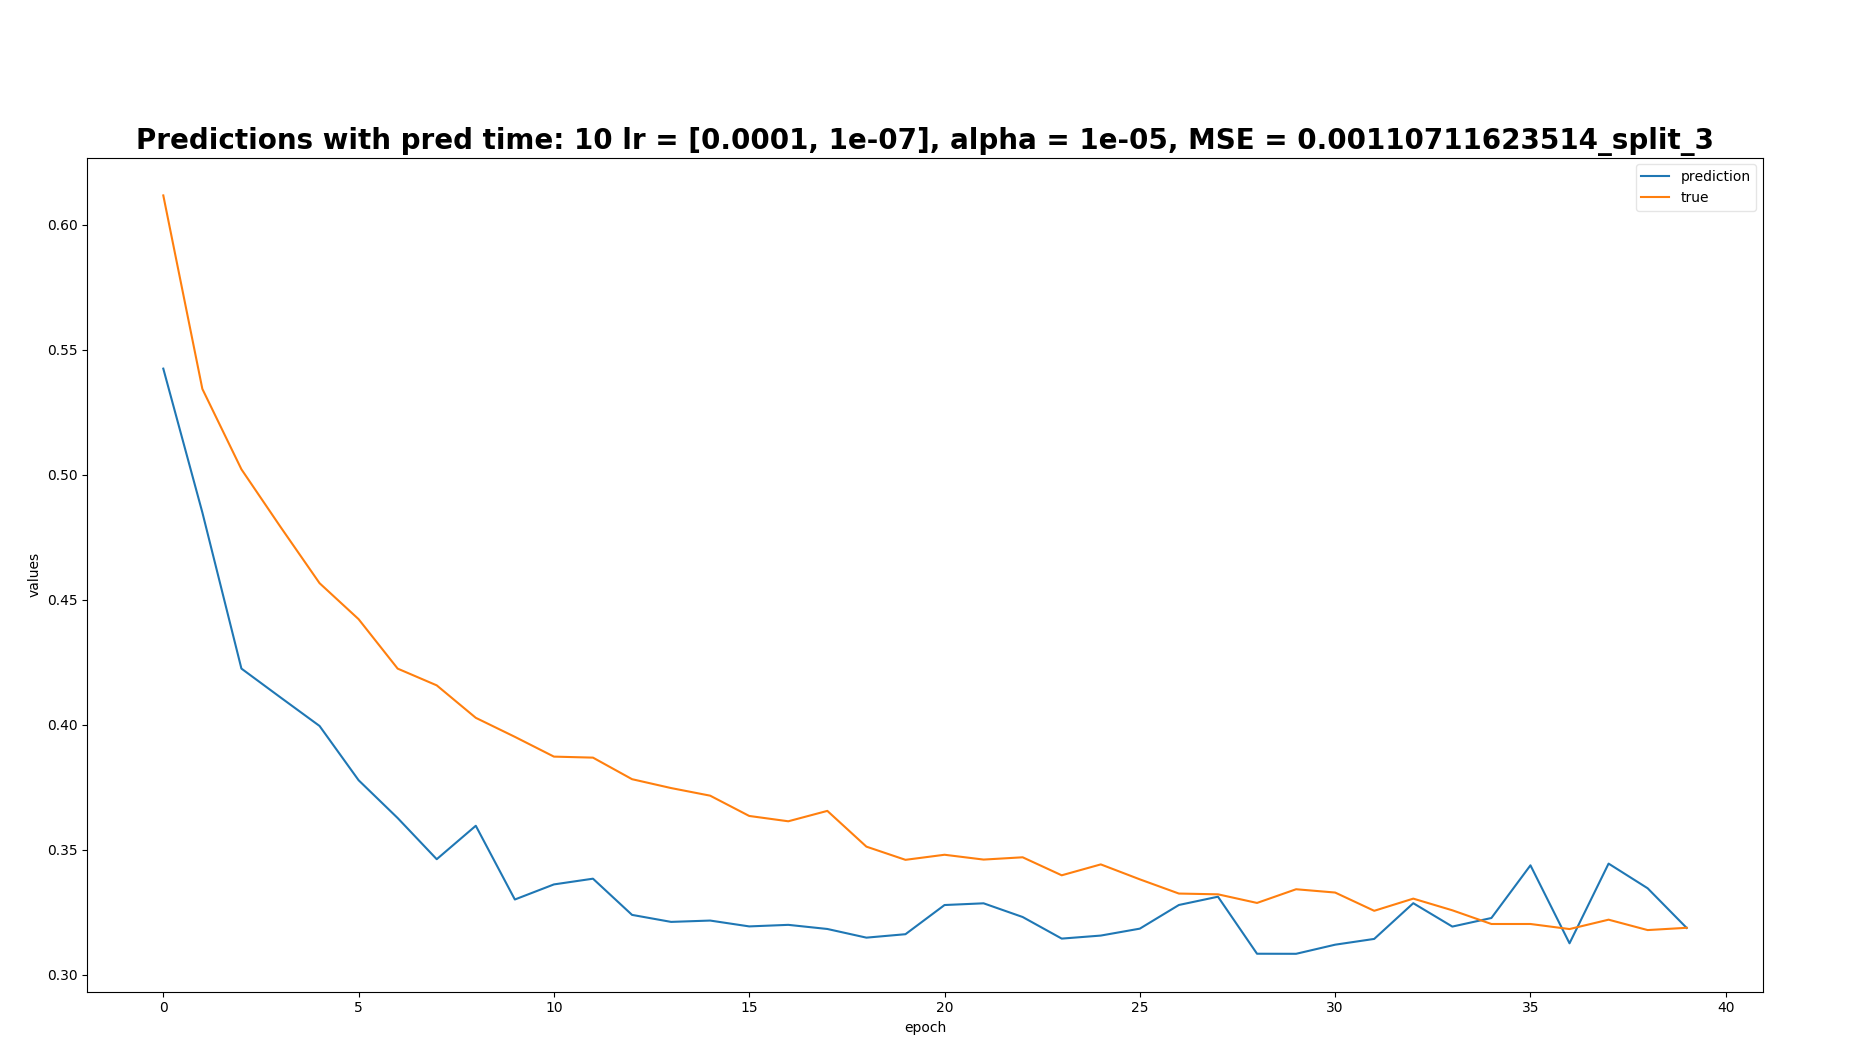 Predictions with pred time: 10 lr = [0.0001, 1e-07], alpha = 1e-05, MSE = 0.00110711623514_split_3
prediction
true
0.60
0.55
0.50
0.45
0.40
0.35
0.30
values
0 5 10 15 20 25 30 35 40
epoch